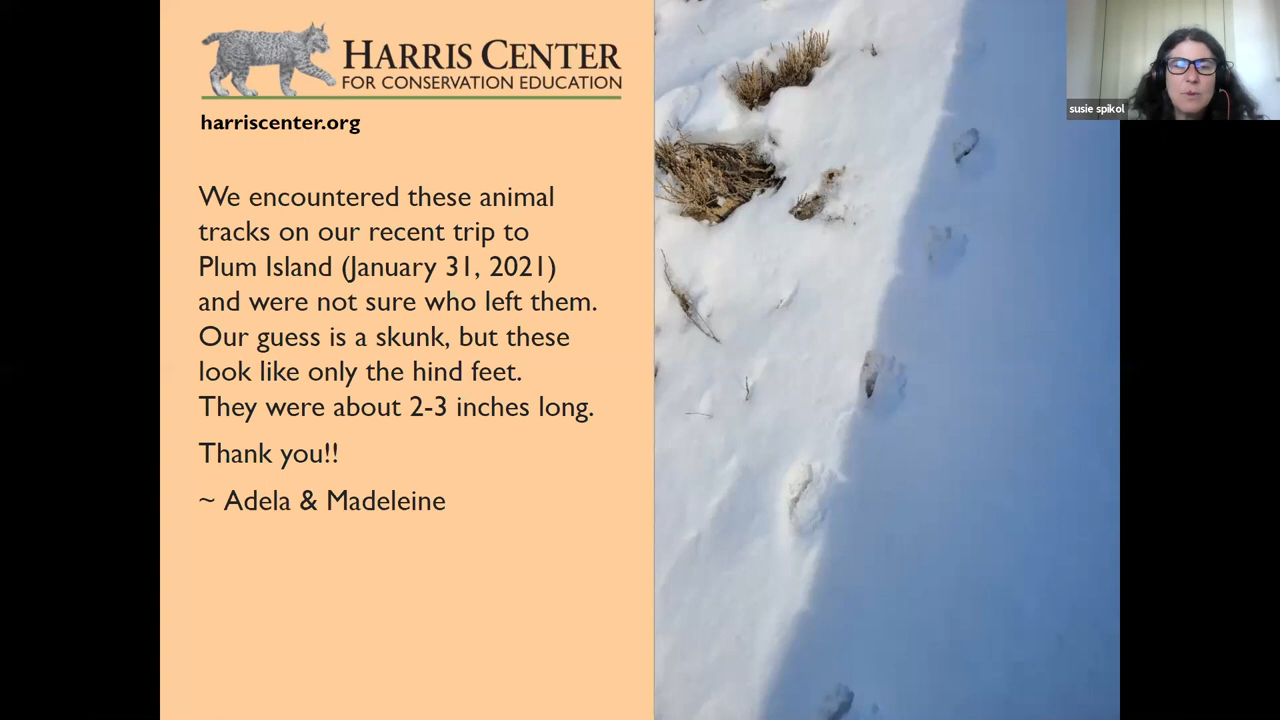 HARRIS CENTER
FOR CONSERVATION EDUCATION
harriscenter.org
susie spikol
We encountered these animal
tracks on our recent trip to
Plum Island (January 31, 2021)
and were not sure who left them.
Our guess is a skunk, but these
look like only the hind feet.
They were about 2-3 inches long.
Thank you!!
~ Adela & Madeleine